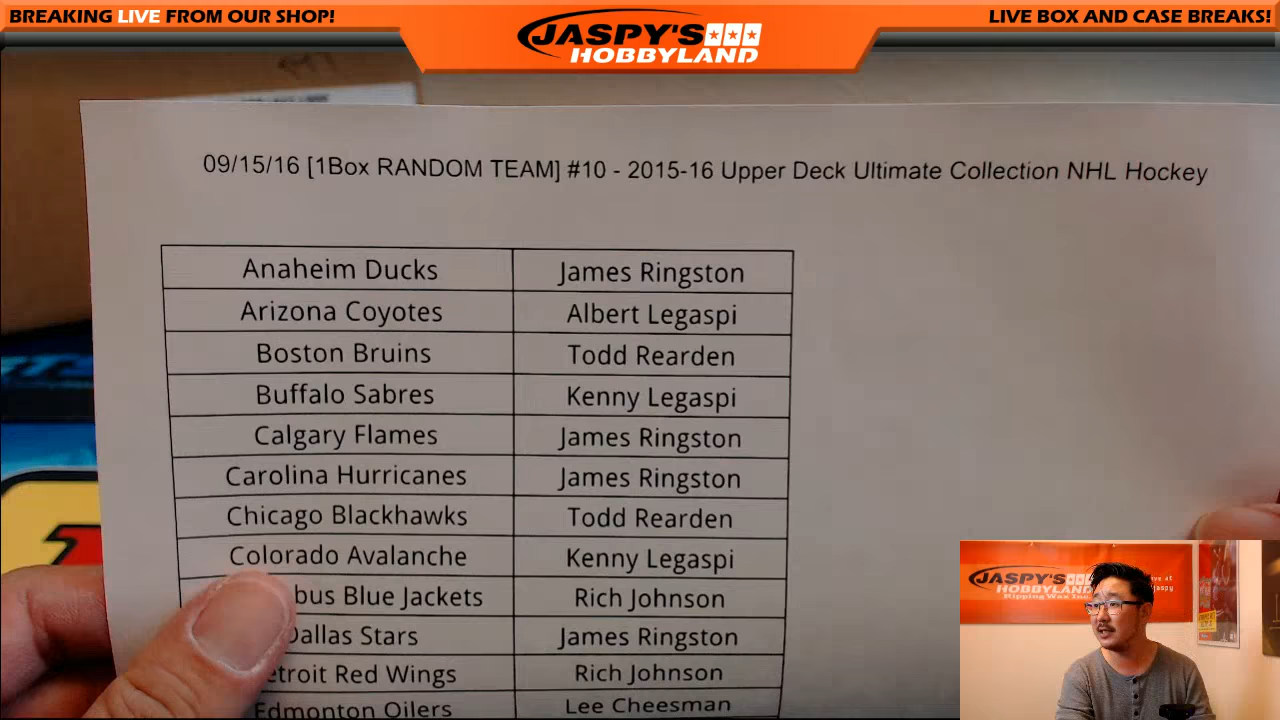 BREAKING LIVE FROM OUR SHOP!
JASPY'S
HOBBYLAND
LIVE BOX AND CASE BREAKS!
09/15/16 [1Box RANDOM TEAM] #10 - 2015-16 Upper Deck Ultimate Collection NHL Hockey
Anaheim Ducks James Ringston
Arizona Coyotes Albert Legaspi
Boston Bruins Todd Rearden
Buffalo Sabres Kenny Legaspi
Calgary Flames James Ringston
Carolina Hurricanes James Ringston
Chicago Blackhawks Todd Rearden
Colorado Avalanche Kenny Legaspi
Blue Jackets Rich Johnson
Dallas Stars James Ringston
Red Wings Rich Johnson
Edmonton Oilers Lee Cheesman
JASPY'S
HOBBYLAND
Ripping Wax Inc.